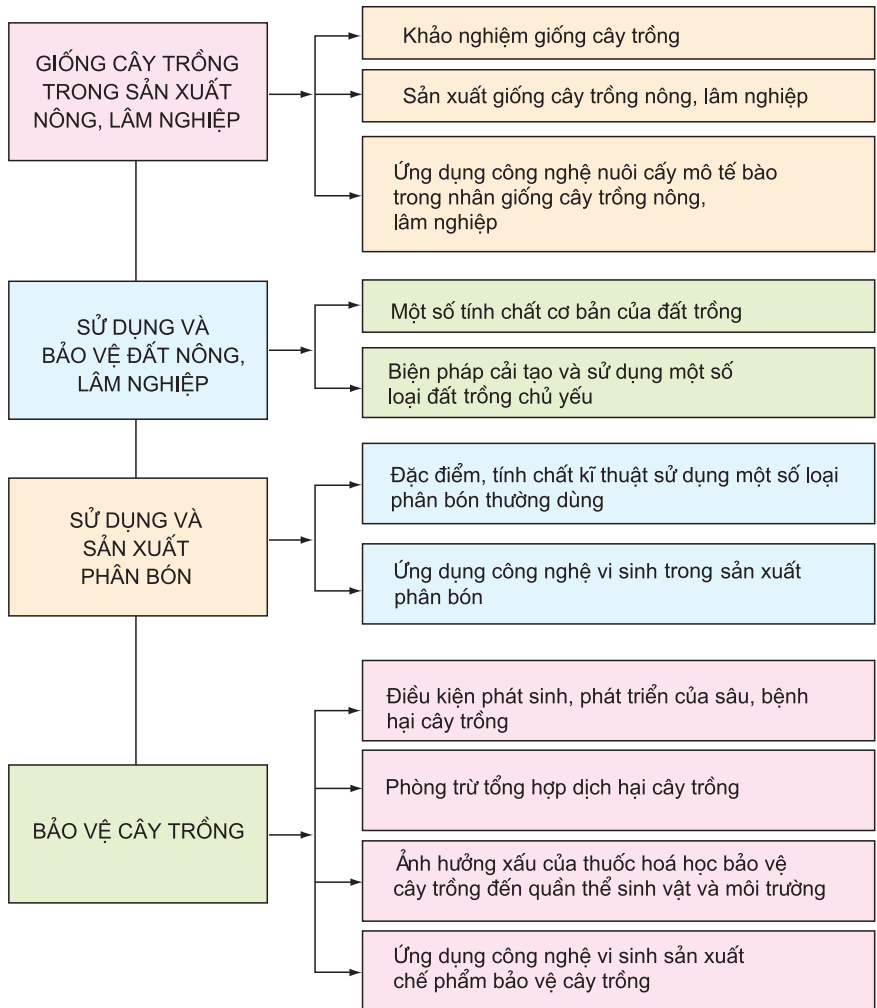 GIỐNG CÂY TRỒNG
TRONG SẢN XUẤT
NÔNG, LÂM NGHIỆP
Khảo nghiệm giống cây trồng
Sản xuất giống cây trồng nông, lâm nghiệp
Ứng dụng công nghệ nuôi cấy mô tế bào
trong nhân giống cây trồng nông,
lâm nghiệp
SỬ DỤNG VÀ
BẢO VỆ ĐẤT NÔNG,
LÂM NGHIỆP
Một số tính chất cơ bản của đất trồng
Biện pháp cải tạo và sử dụng một số
loại đất trồng chủ yếu
SỬ DỤNG VÀ
SẢN XUẤT
PHÂN BÓN
Đặc điểm, tính chất kĩ thuật sử dụng một số loại
phân bón thường dùng
Ứng dụng công nghệ vi sinh trong sản xuất
phân bón
BẢO VỆ CÂY TRỒNG
Điều kiện phát sinh, phát triển của sâu, bệnh
hại cây trồng
Phòng trừ tổng hợp dịch hại cây trồng
Ảnh hưởng xấu của thuốc hoá học bảo vệ
cây trồng đến quần thể sinh vật và môi trường
Ứng dụng công nghệ vi sinh sản xuất
chế phẩm bảo vệ cây trồng